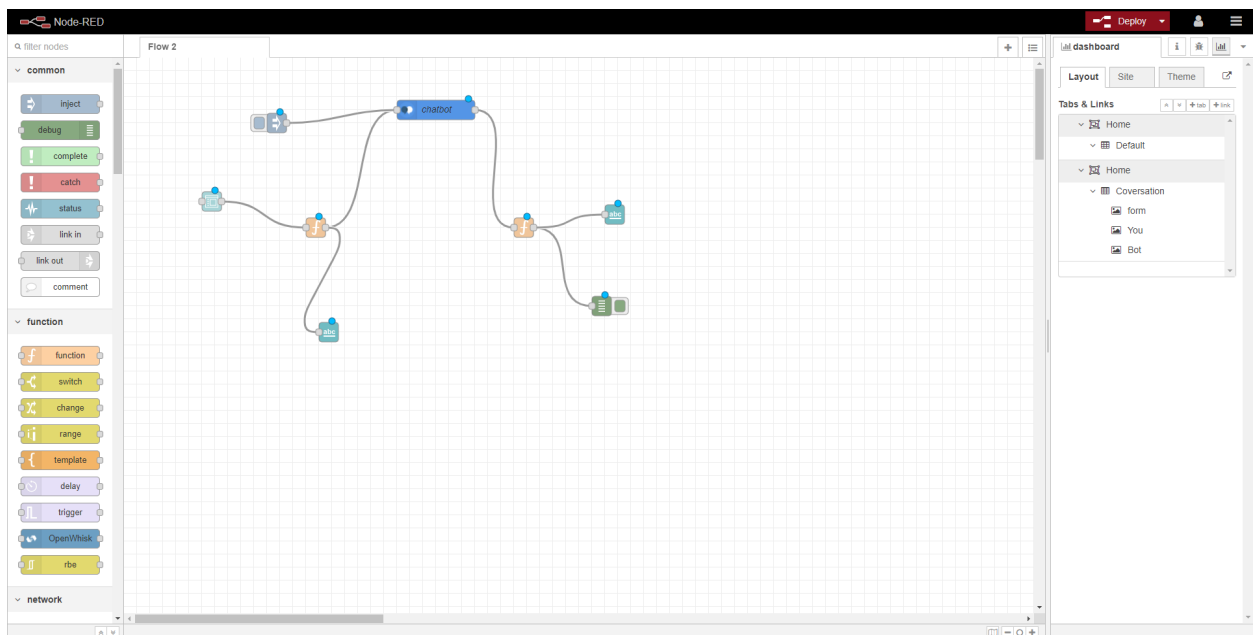 Node-RED
Deploy
filter nodes
Flow 2
dashboard
i
common
Layout
Site
Theme
inject
debug
complete
catch
status
link in
link out
comment
function
function
switch
change
range
template
delay
trigger
OpenWhisk
rbe
network
chatbot
f
f
abc
abc
Tabs & Links
+ tab
+ link
Home
Default
Home
Coversation
form
You
Bot